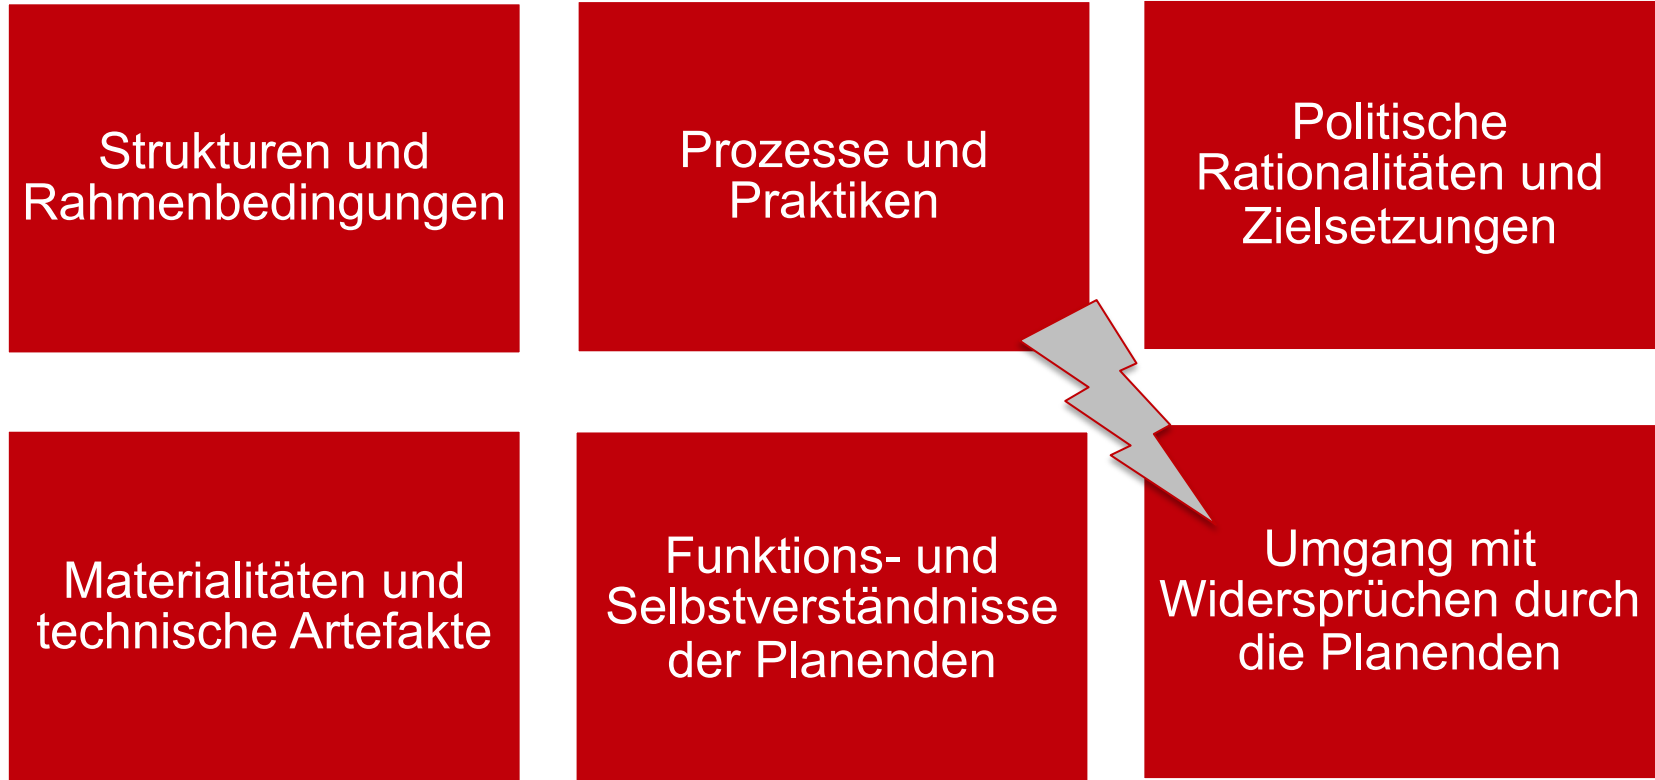 Strukturen und
Rahmenbedingungen
Prozesse und
Praktiken
Politische
Rationalitäten und
Zielsetzungen
Materialitäten und
technische Artefakte
Funktions- und
Selbstverständnisse
der Planenden
Umgang mit
Widersprüchen durch
die Planenden